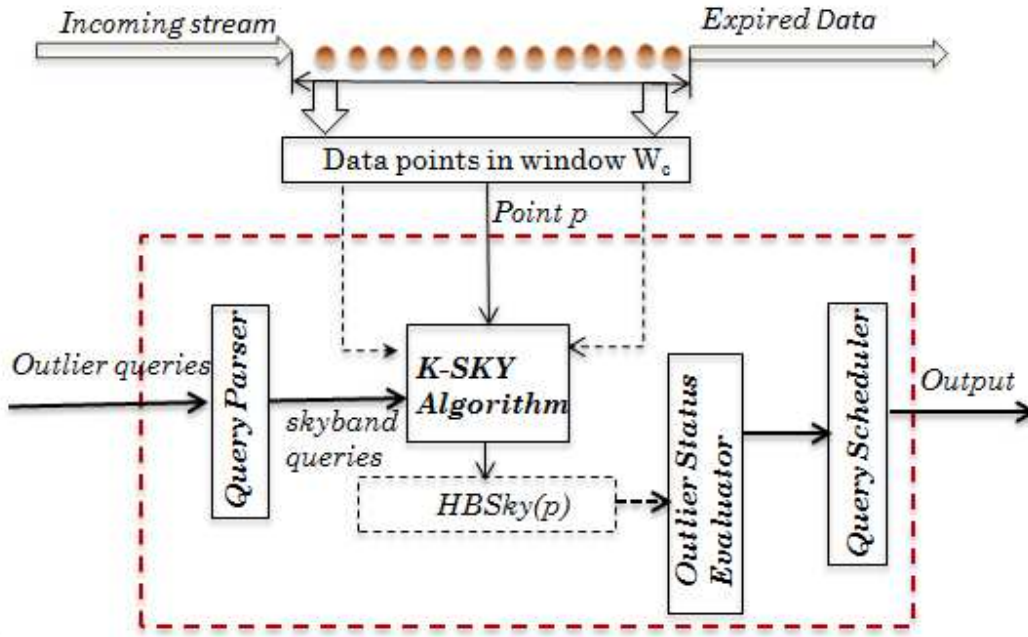 Incoming stream
Expired Data
Data points in window Wc
Point p
Outlier queries
Query Parser
skyband
queries
K-SKY
Algorithm
HBSky(p)
Outlier Status
Evaluator
Query Scheduler
Output